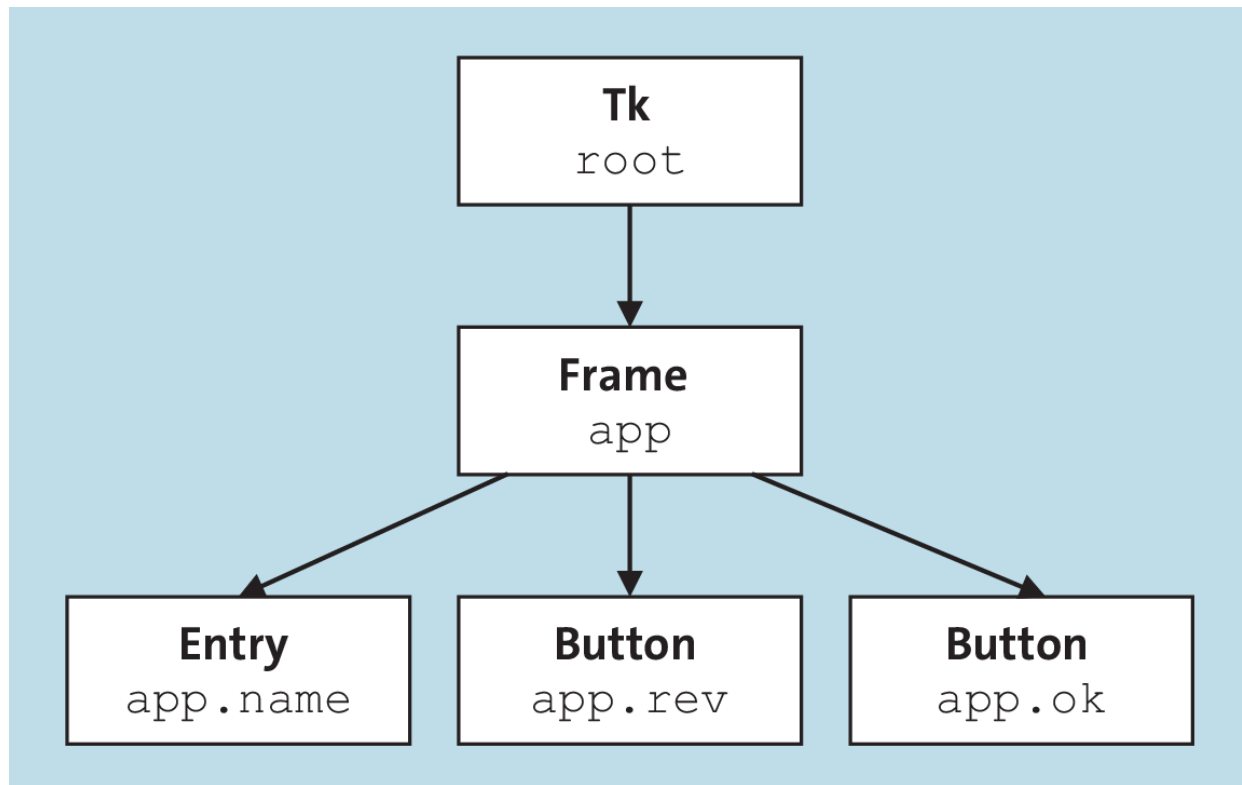 Tk
root
Frame
app
Entry
app.name
Button
app.rev
Button
app.ok